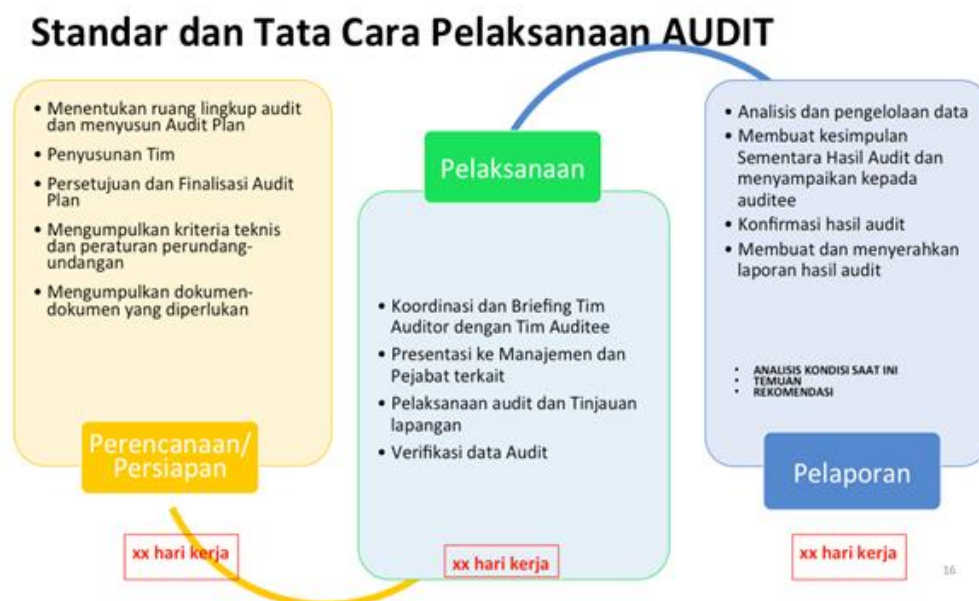 Standar dan Tata Cara Pelaksanaan AUDIT
• Menentukan ruang lingkup audit
dan menyusun Audit Plan
• Penyusunan Tim
• Persetujuan dan Finalisasi Audit
Plan
• Mengumpulkan kriteria teknis
dan peraturan perundang-
undangan
• Mengumpulkan dokumen-
dokumen yang diperlukan
Perencanaan/
Persiapan
xx hari kerja
Pelaksanaan
• Koordinasi dan Briefing Tim
Auditor dengan Tim Auditee
• Presentasi ke Manajemen dan
Pejabat terkait
• Pelaksanaan audit dan Tinjauan
lapangan
• Verifikasi data Audit
xx hari kerja
• Analisis dan pengelolaan data
• Membuat kesimpulan
Sementara Hasil Audit dan
menyampaikan kepada
auditee
• Konfirmasi hasil audit
• Membuat dan menyerahkan
laporan hasil audit
• ANALISIS KONDISI SAAT INI
• TEMUAN
• REKOMENDASI
Pelaporan
xx hari kerja
16.